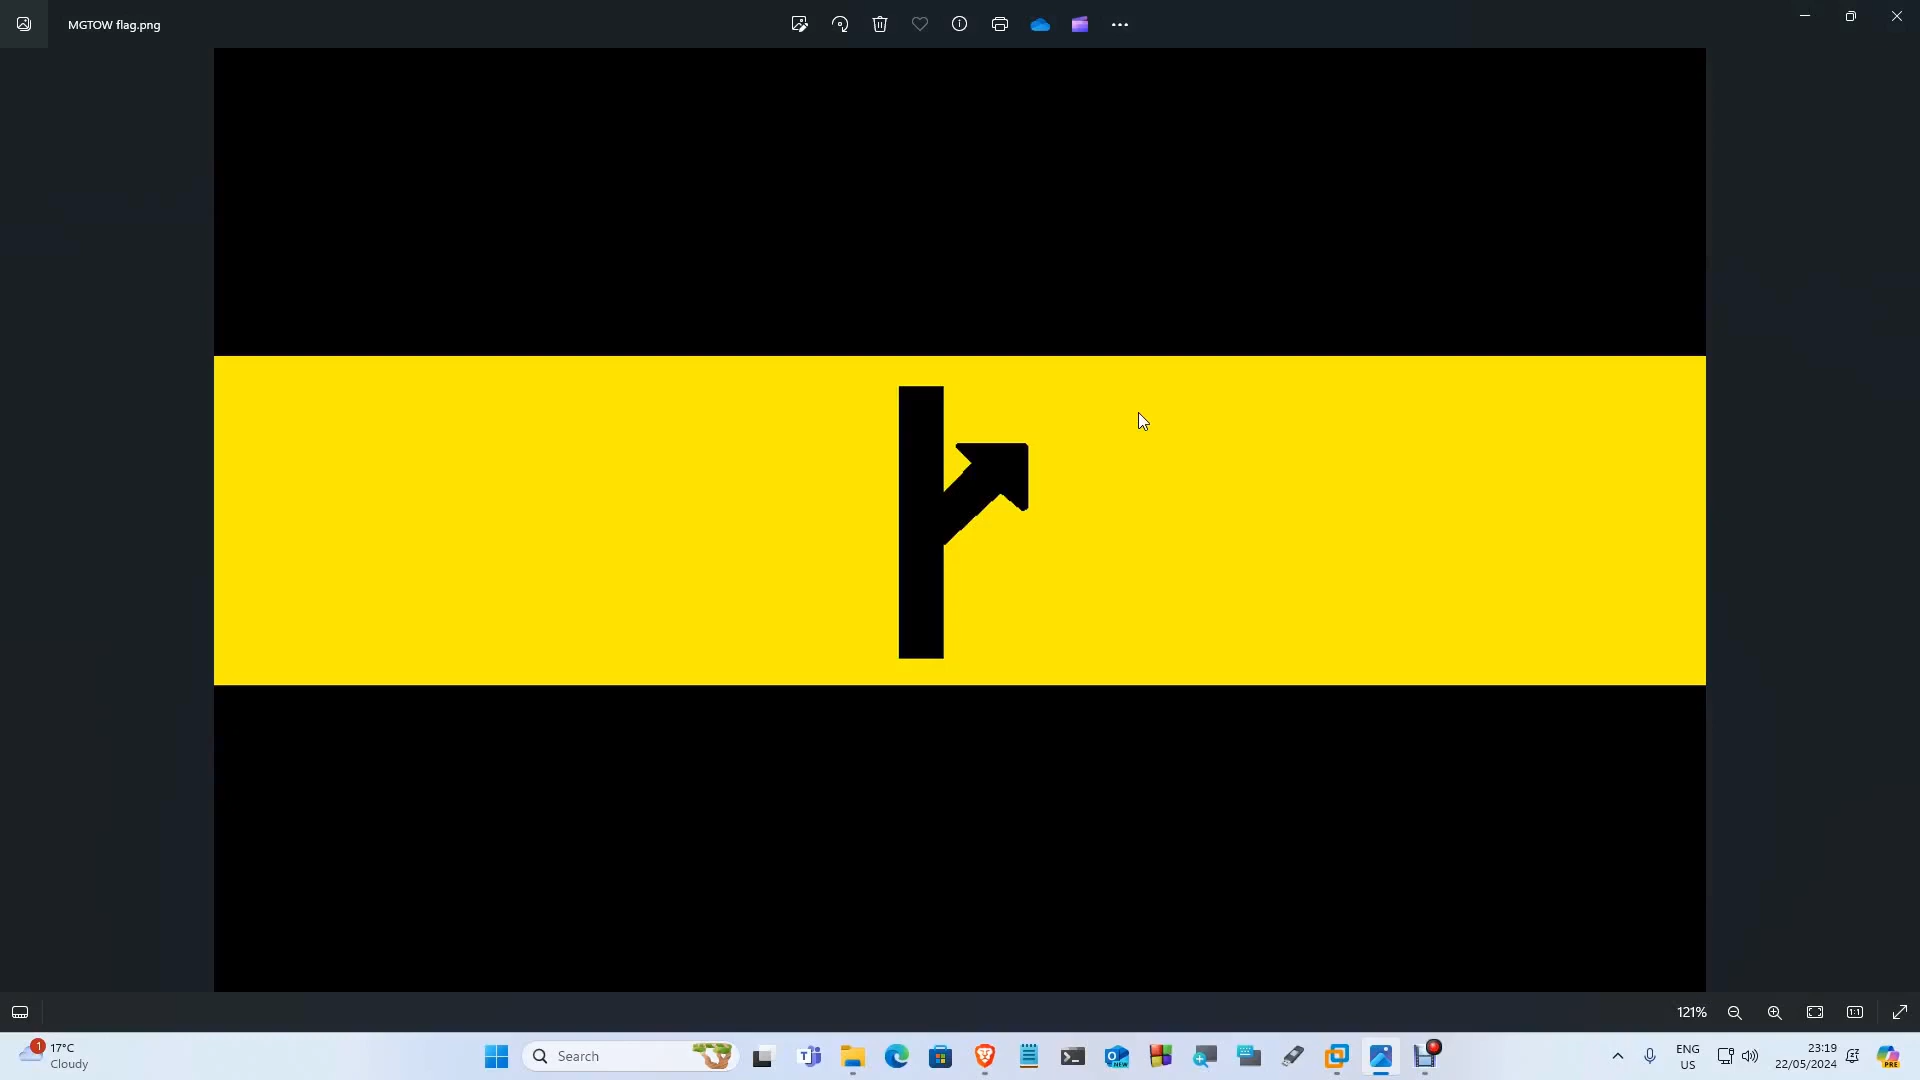 MGTOW flag.png
121%
17°C
Cloudy
Search
ENG
US
23:19
22/05/2024